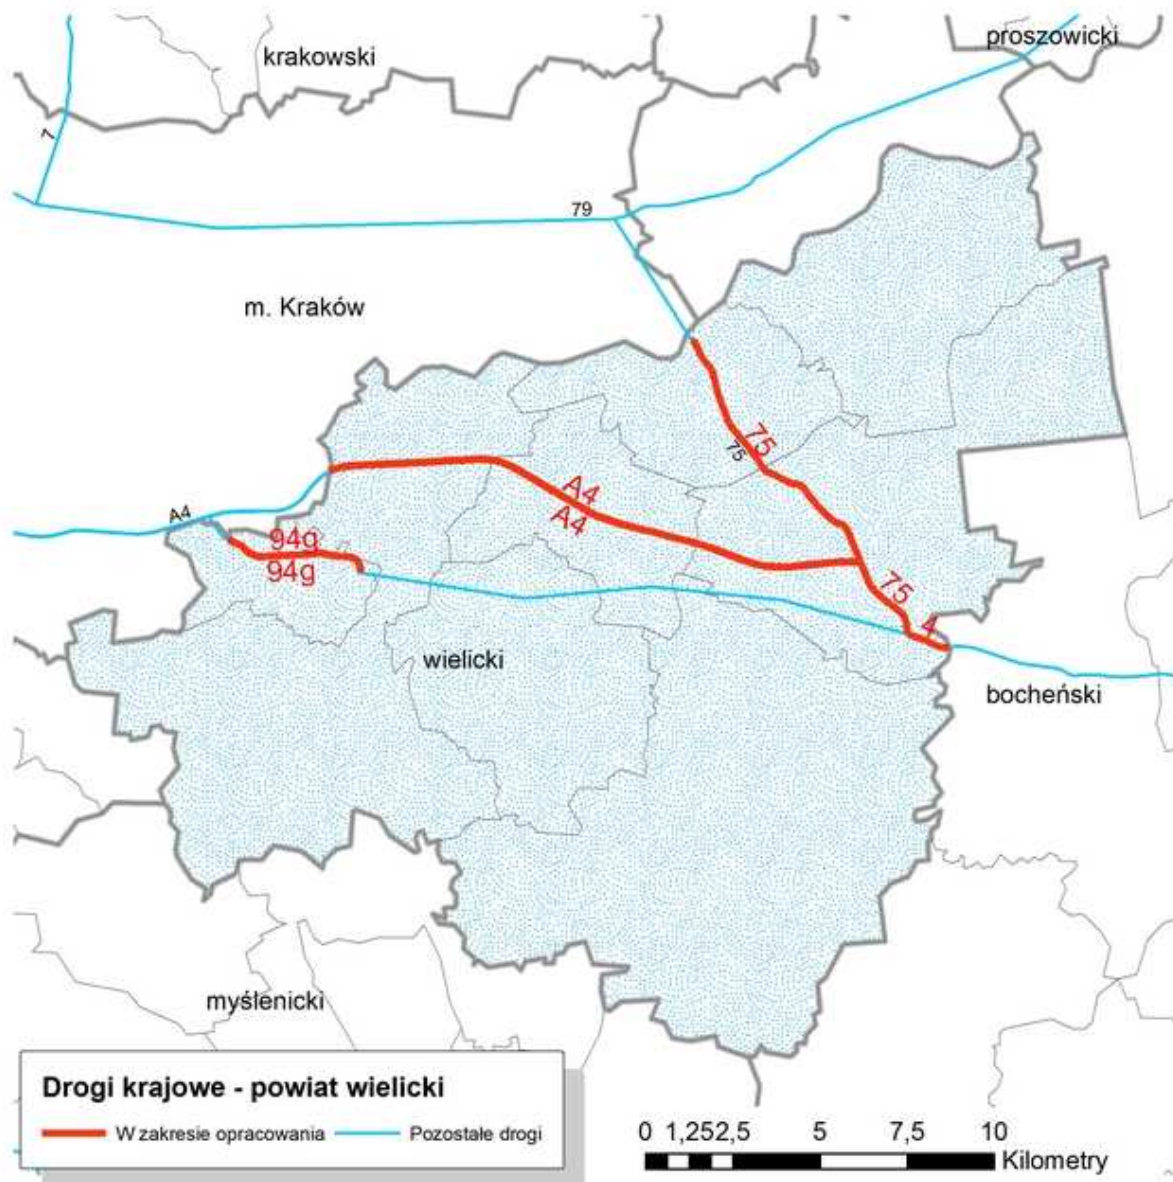 krakowski
proszowicki
7
79
m. Kraków
75
75
A4
A4
A4
94g
94g
75
4
wielicki
bocheński
myślenicki
Drogi krajowe - powiat wielicki
W zakresie opracowania Pozostałe drogi
0 1,252,5 5 7,5 10
Kilometry